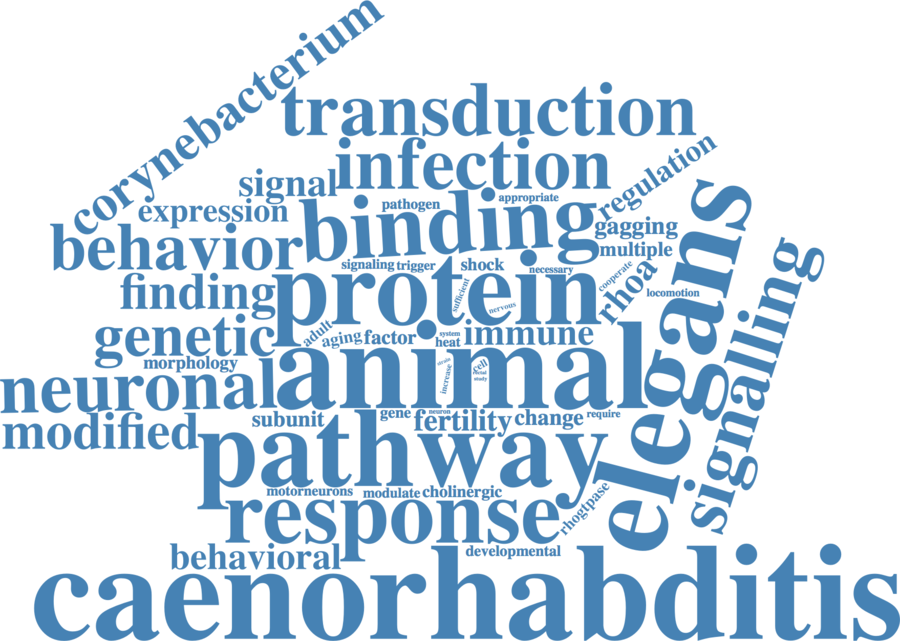 corynebacterium
transduction
infection
signal
regulation
expression
pathogen
appropriate
binding
gagging
behavior
multiple
elegans
signaling
trigger
shock
necessary
cooperate
rhoa
locomotion
finding
protein
sufficient
nervous
signalling
genetic
adult
aging
factor
system
heat
immune
morphology
animal
strain
increase
cell
rectal
study
neuronal
modified
subunit
gene
neuron
fertility
change
require
pathway
motorneurons
modulate
cholinergic
rhogtpase
response
behavioral
developmental
caenorhabditis